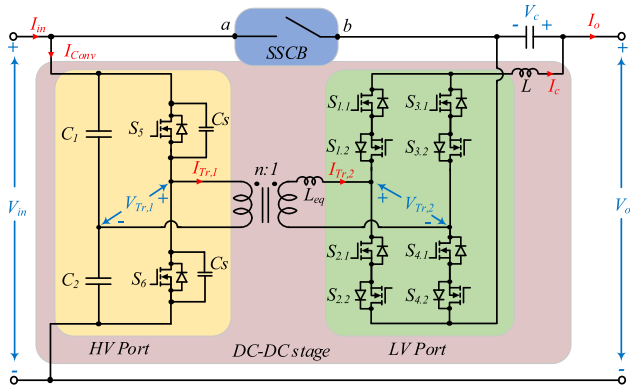 I_in
a
b
- V_c +
I_o
SSCB
I_Conv
+
+
L
I_c
S_1.1
S_3.1
C_1
S_5
Cs
S_1.2
S_3.2
I_Tr,1
n:1
I_Tr,2
L_eq
V_in
V_Tr,1
+
-
+
V_Tr,2
-
V_o
C_2
S_6
Cs
S_2.1
S_4.1
S_2.2
S_4.2
HV Port
DC-DC stage
LV Port
-
-